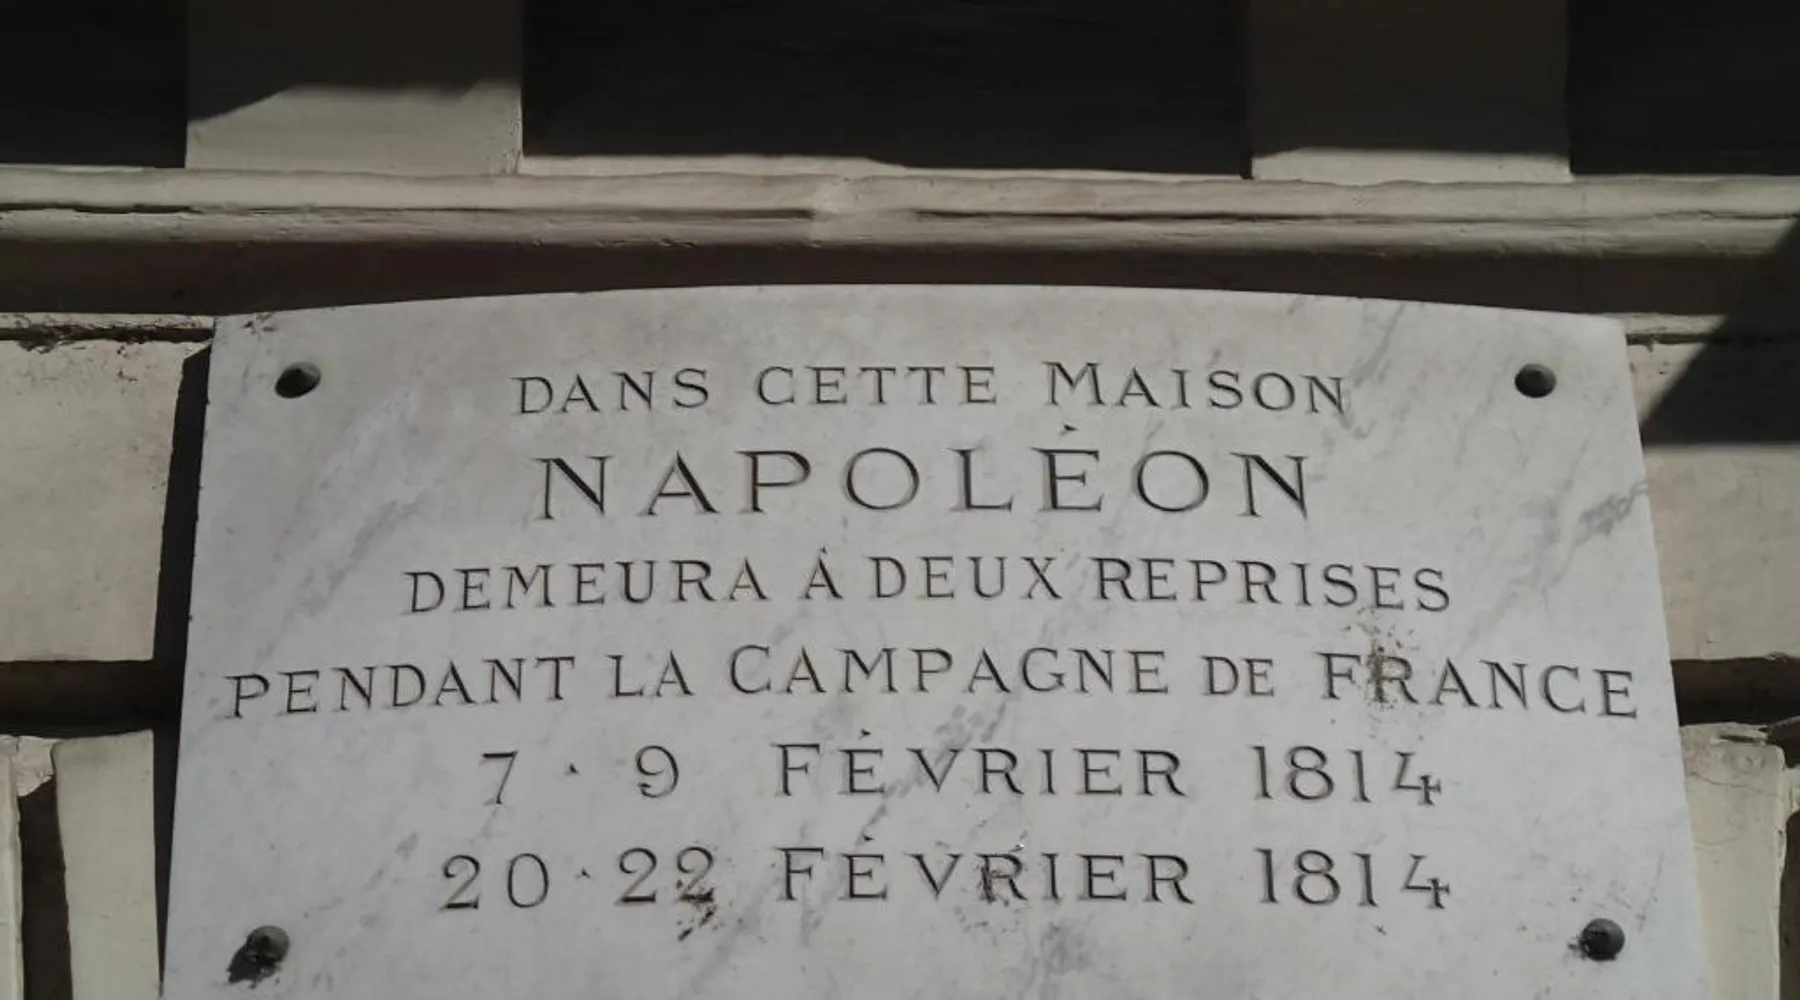 DANS CETTE MAISON
NAPOLÉON
DEMEURA À DEUX REPRISES
PENDANT LA CAMPAGNE DE FRANCE
7 · 9 FÉVRIER 1814
20 · 22 FÉVRIER 1814